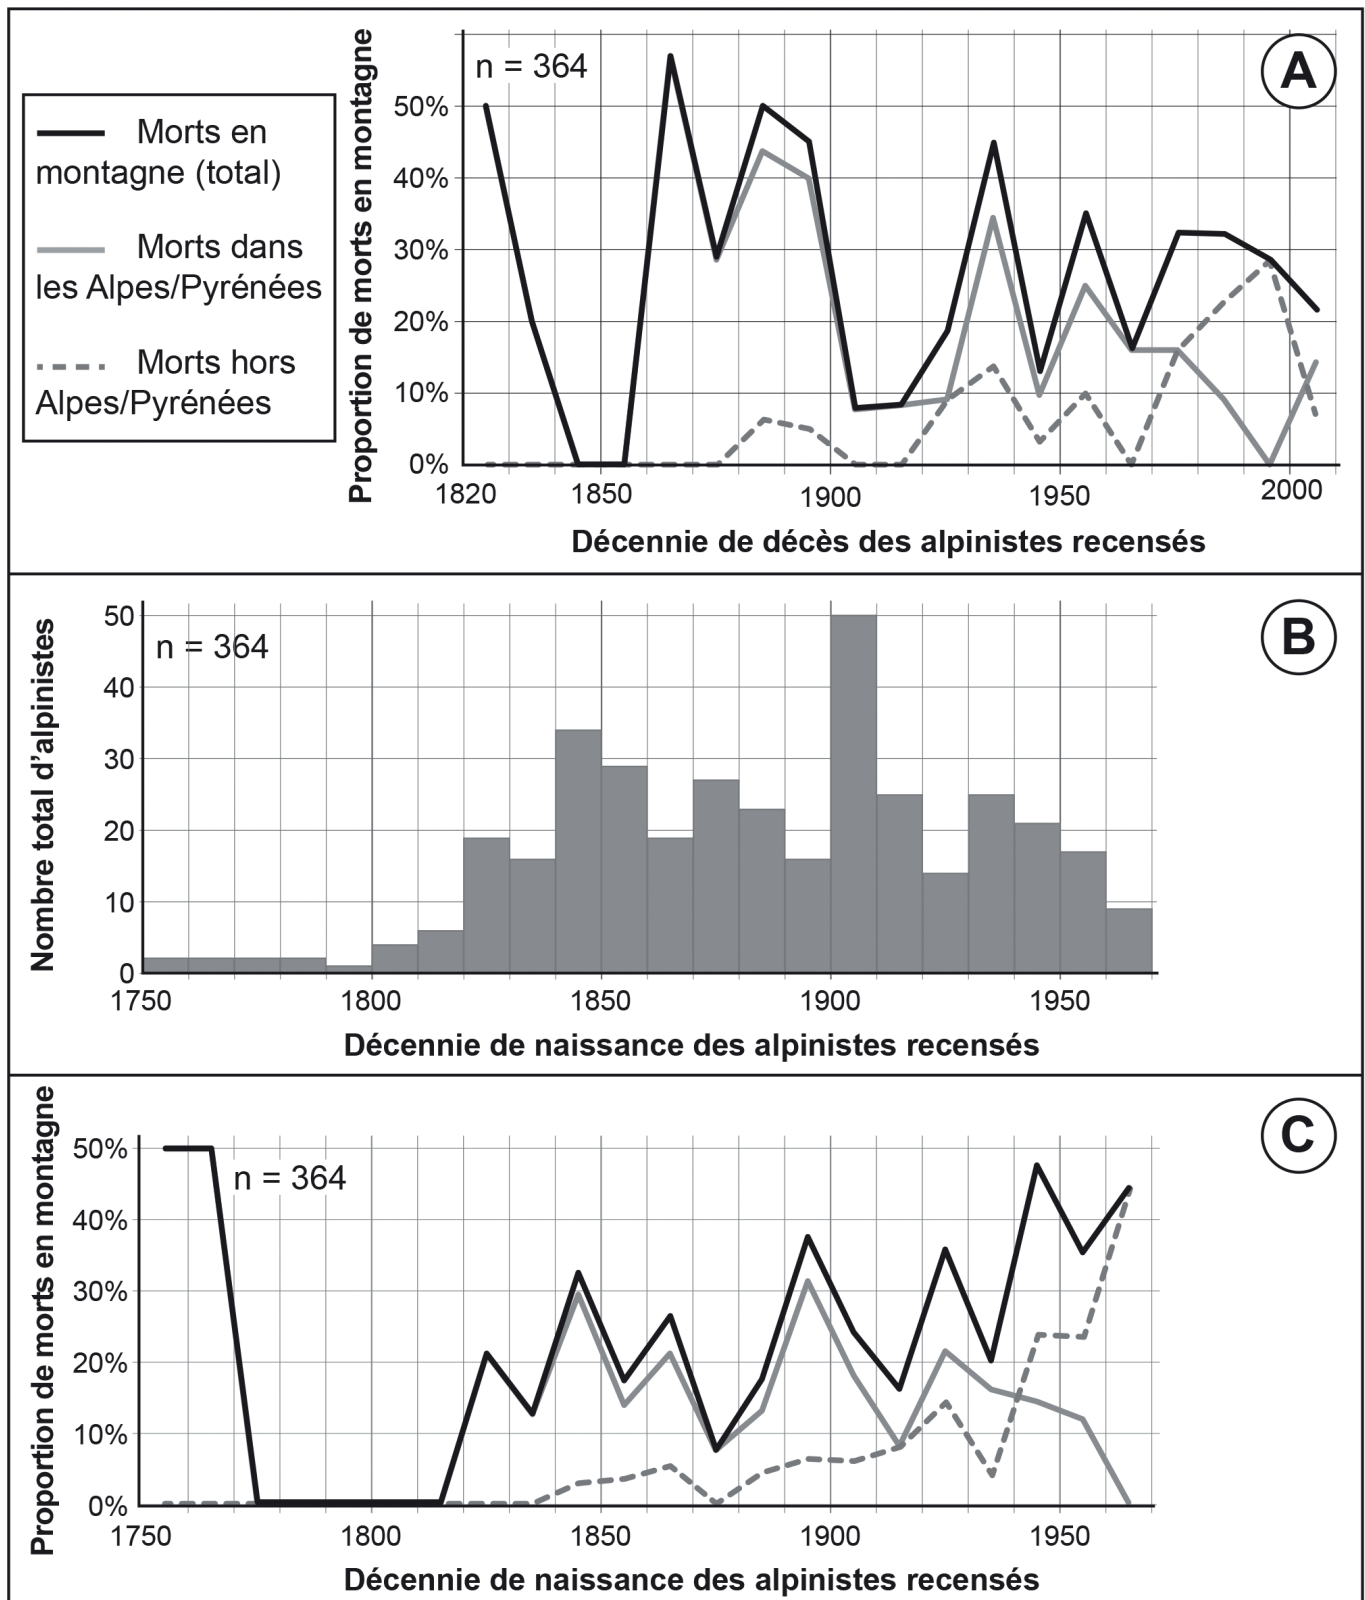 A
n = 364
Morts en
montagne (total)
Morts dans
les Alpes/Pyrénées
Morts hors
Alpes/Pyrénées
Proportion de morts en montagne
50%
40%
30%
20%
10%
0%
1820 1850 1900 1950 2000
Décennie de décès des alpinistes recensés
B
n = 364
Nombre total d'alpinistes
50
40
30
20
10
0
1750 1800 1850 1900 1950
Décennie de naissance des alpinistes recensés
C
n = 364
Proportion de morts en montagne
50%
40%
30%
20%
10%
0%
1750 1800 1850 1900 1950
Décennie de naissance des alpinistes recensés